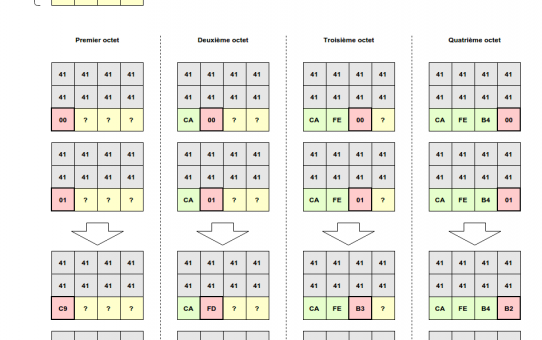 Premier octet Deuxième octet Troisième octet Quatrième octet
41 41 41 41 41 41 41 41 41 41 41 41 41 41 41 41
41 41 41 41 41 41 41 41 41 41 41 41 41 41 41 41
00 ? ? ? CA 00 ? ? CA FE 00 ? CA FE B4 00
41 41 41 41 41 41 41 41 41 41 41 41 41 41 41 41
41 41 41 41 41 41 41 41 41 41 41 41 41 41 41 41
01 ? ? ? CA 01 ? ? CA FE 01 ? CA FE B4 01
41 41 41 41 41 41 41 41 41 41 41 41 41 41 41 41
41 41 41 41 41 41 41 41 41 41 41 41 41 41 41 41
C9 ? ? ? CA FD ? ? CA FE B3 ? CA FE B4 B2